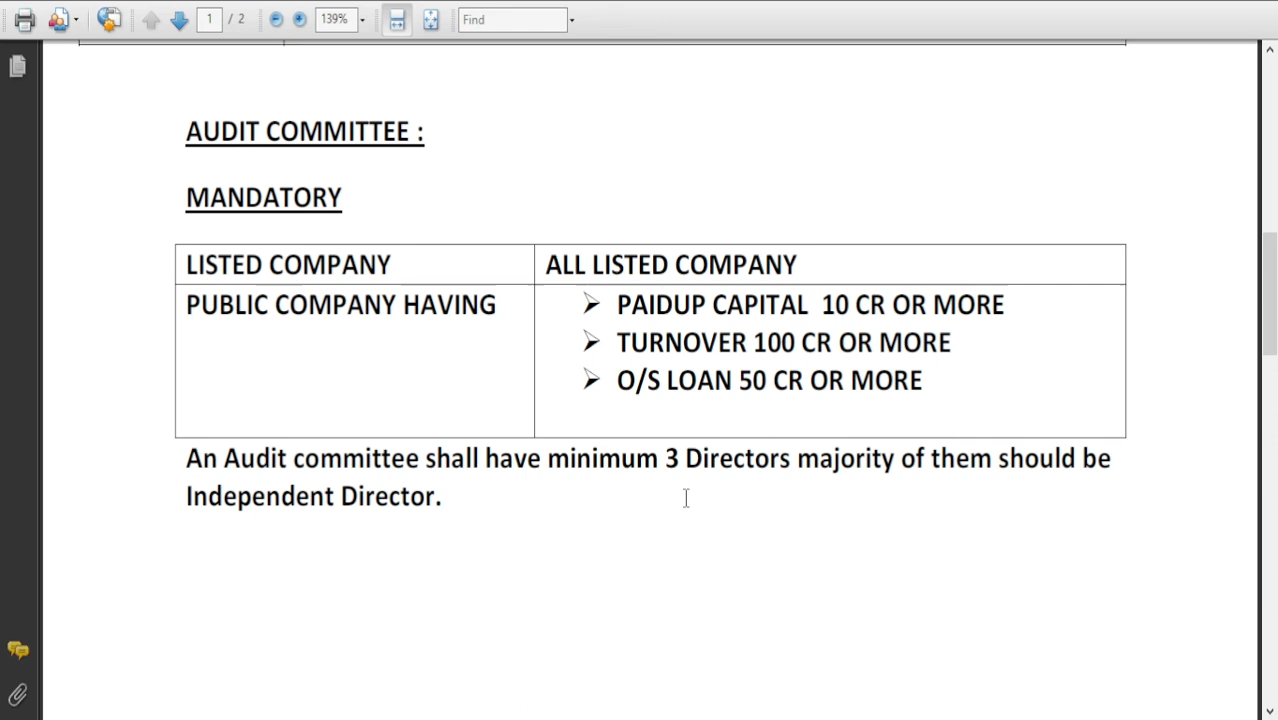 1 / 2 139% Find
AUDIT COMMITTEE :
MANDATORY
LISTED COMPANY ALL LISTED COMPANY
PUBLIC COMPANY HAVING ➢ PAIDUP CAPITAL 10 CR OR MORE
➢ TURNOVER 100 CR OR MORE
➢ O/S LOAN 50 CR OR MORE
An Audit committee shall have minimum 3 Directors majority of them should be
Independent Director.